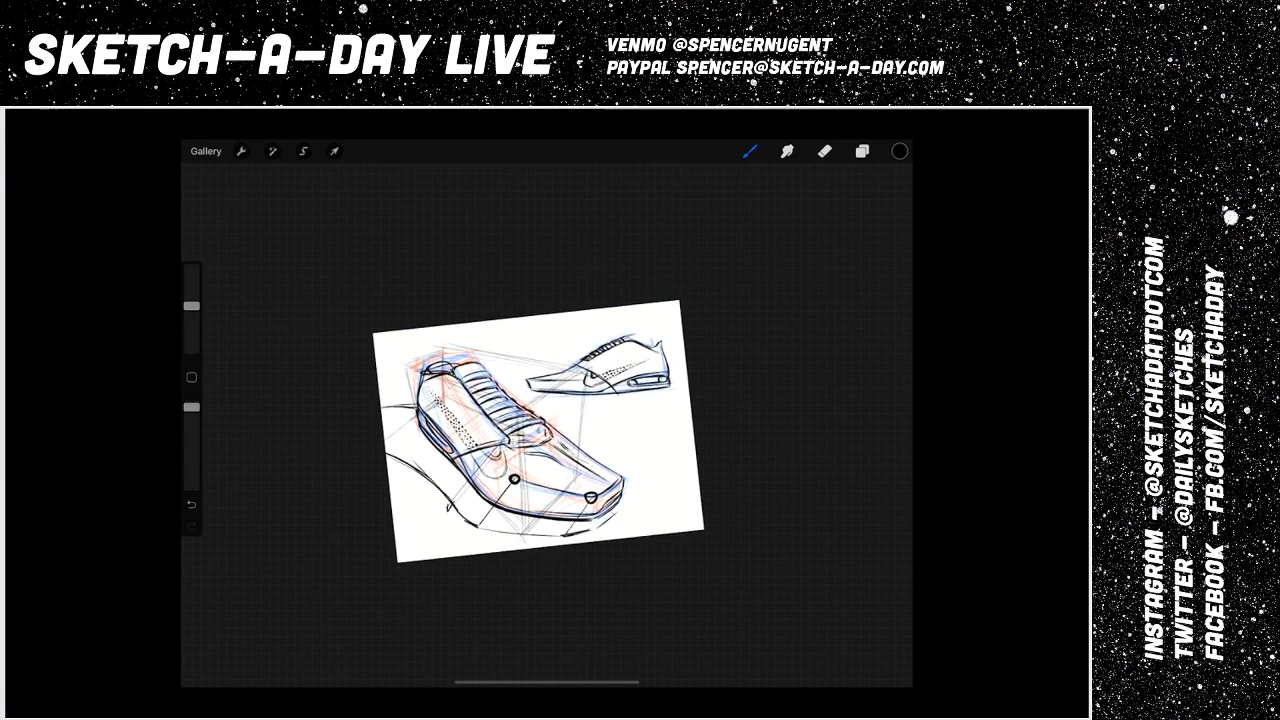 SKETCH-A-DAY LIVE
VENMO @SPENCERNUGENT
PAYPAL SPENCER@SKETCH-A-DAY.COM
Gallery
INSTAGRAM - @SKETCHADAYDOTCOM
TWITTER - @DAILYSKETCHES
FACEBOOK - FB.COM/SKETCHADAY